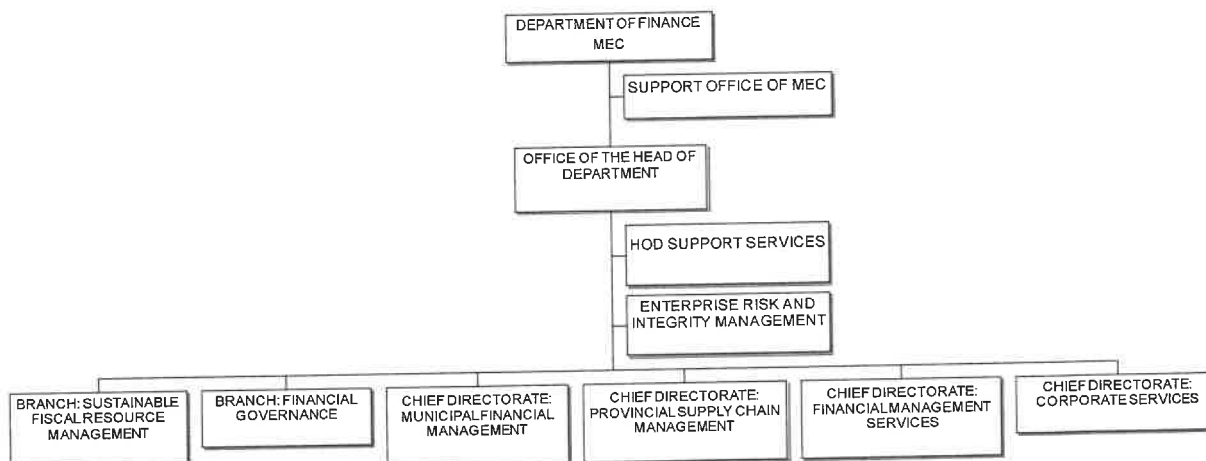 DEPARTMENT OF FINANCE
MEC
SUPPORT OFFICE OF MEC
OFFICE OF THE HEAD OF
DEPARTMENT
HOD SUPPORT SERVICES
ENTERPRISE RISK AND
INTEGRITY MANAGEMENT
BRANCH: SUSTAINABLE
FISCAL RESOURCE
MANAGEMENT
BRANCH: FINANCIAL
GOVERNANCE
CHIEF DIRECTORATE:
MUNICIPAL FINANCIAL
MANAGEMENT
CHIEF DIRECTORATE:
PROVINCIAL SUPPLY CHAIN
MANAGEMENT
CHIEF DIRECTORATE:
FINANCIAL MANAGEMENT
SERVICES
CHIEF DIRECTORATE:
CORPORATE SERVICES